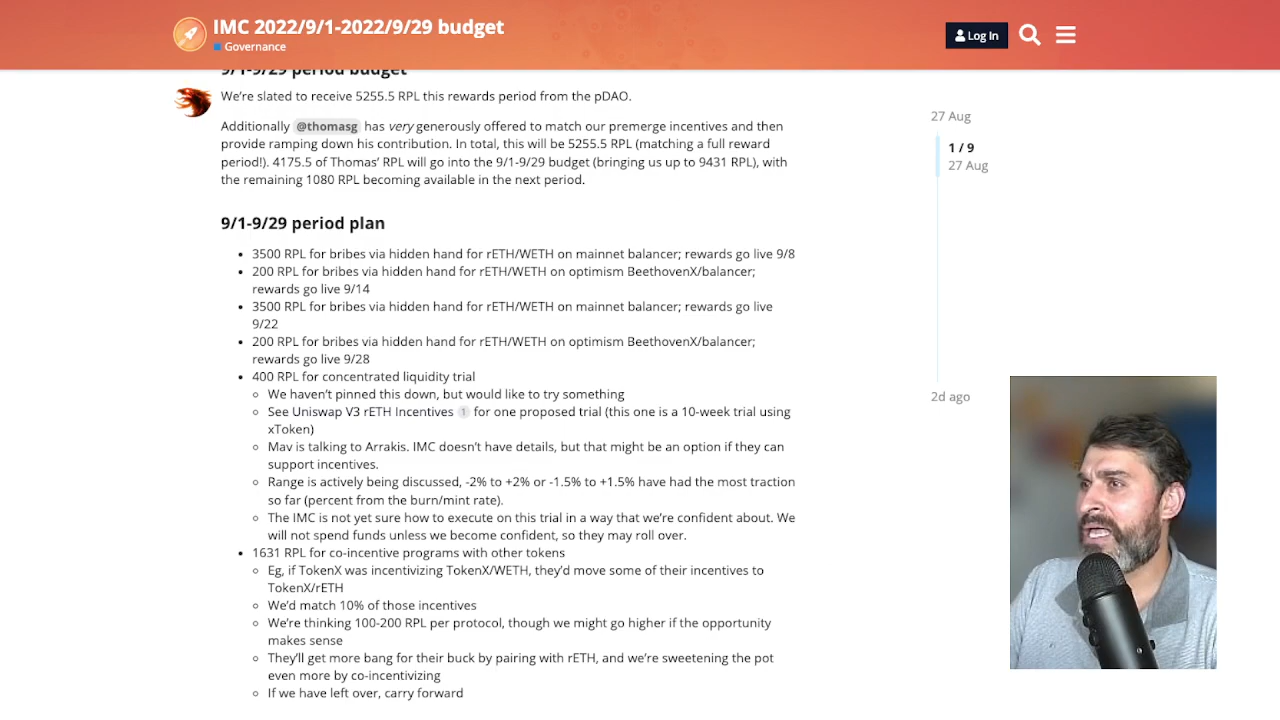 IMC 2022/9/1-2022/9/29 budget
Governance
Log In
9/1-9/29 period budget
We're slated to receive 5255.5 RPL this rewards period from the pDAO.
Additionally @thomasg has very generously offered to match our premerge incentives and then
provide ramping down his contribution. In total, this will be 5255.5 RPL (matching a full reward
period!). 4175.5 of Thomas' RPL will go into the 9/1-9/29 budget (bringing us up to 9431 RPL), with
the remaining 1080 RPL becoming available in the next period.
27 Aug
1 / 9
27 Aug
2d ago
9/1-9/29 period plan
3500 RPL for bribes via hidden hand for rETH/WETH on mainnet balancer; rewards go live 9/8
200 RPL for bribes via hidden hand for rETH/WETH on optimism BeethovenX/balancer;
rewards go live 9/14
3500 RPL for bribes via hidden hand for rETH/WETH on mainnet balancer; rewards go live
9/22
200 RPL for bribes via hidden hand for rETH/WETH on optimism BeethovenX/balancer;
rewards go live 9/28
400 RPL for concentrated liquidity trial
We haven't pinned this down, but would like to try something
See Uniswap V3 rETH Incentives 1 for one proposed trial (this one is a 10-week trial using
xToken)
Mav is talking to Arrakis. IMC doesn't have details, but that might be an option if they can
support incentives.
Range is actively being discussed, -2% to +2% or -1.5% to +1.5% have had the most traction
so far (percent from the burn/mint rate).
The IMC is not yet sure how to execute on this trial in a way that we're confident about. We
will not spend funds unless we become confident, so they may roll over.
1631 RPL for co-incentive programs with other tokens
Eg, if TokenX was incentivizing TokenX/WETH, they'd move some of their incentives to
TokenX/rETH
We'd match 10% of those incentives
We're thinking 100-200 RPL per protocol, though we might go higher if the opportunity
makes sense
They'll get more bang for their buck by pairing with rETH, and we're sweetening the pot
even more by co-incentivizing
If we have left over, carry forward